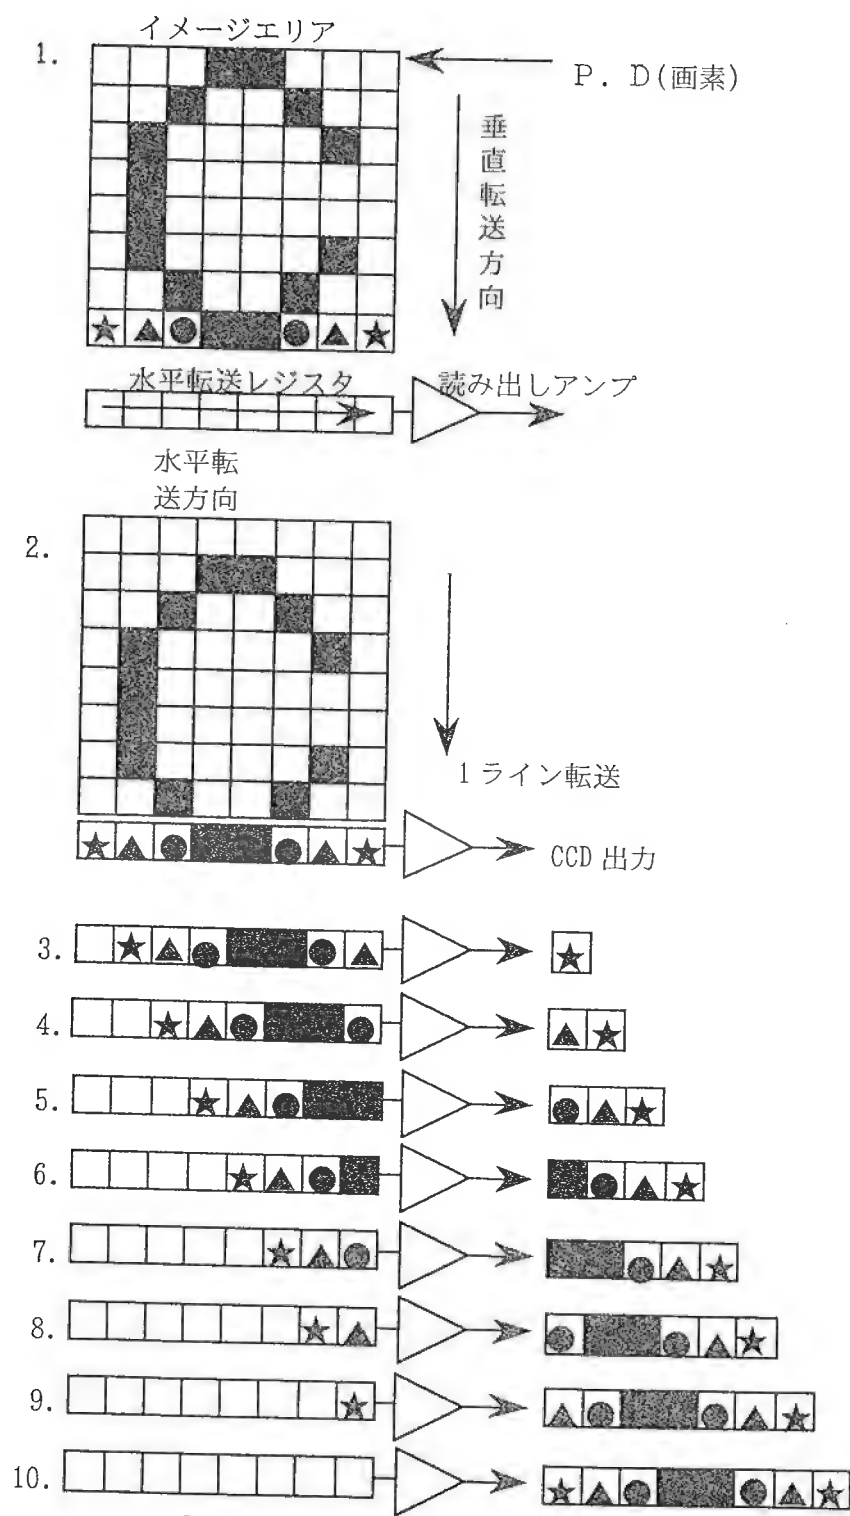 イメージエリア
1.
P. D(画素)
垂直転送方向
水平転送レジスタ
読み出しアンプ
水平転
送方向
2.
1ライン転送
CCD 出力
3.
4.
5.
6.
7.
8.
9.
10.